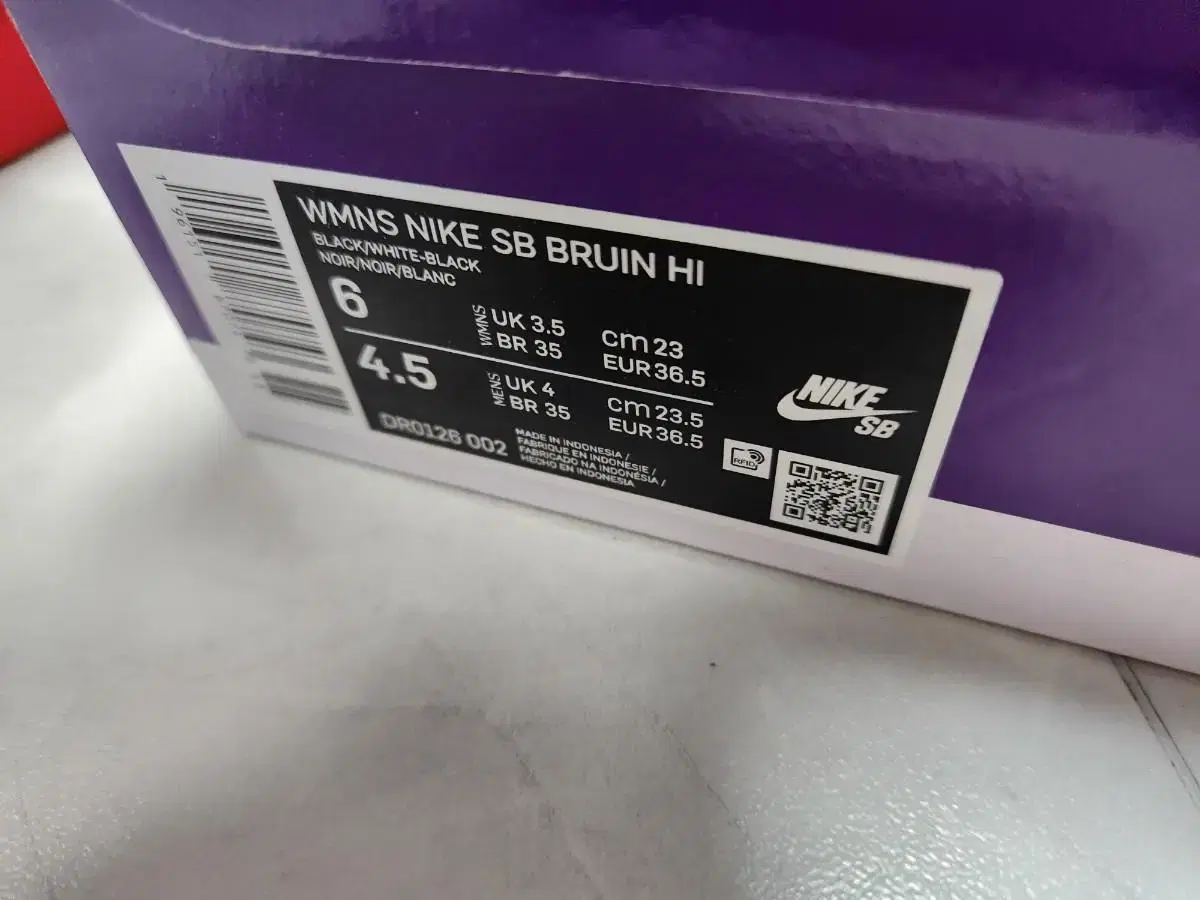 WMNS NIKE SB BRUIN HI
BLACK/WHITE-BLACK
NOIR/NOIR/BLANC
6
WMNS
UK 3.5
BR 35
cm 23
EUR 36.5
4.5
MENS
UK 4
BR 35
cm 23.5
EUR 36.5
DR0126 002
MADE IN INDONESIA /
FABRIQUE EN INDONESIE /
FABRICADO NA INDONÉSIA /
HECHO EN INDONESIA
NIKE
SB
RFID